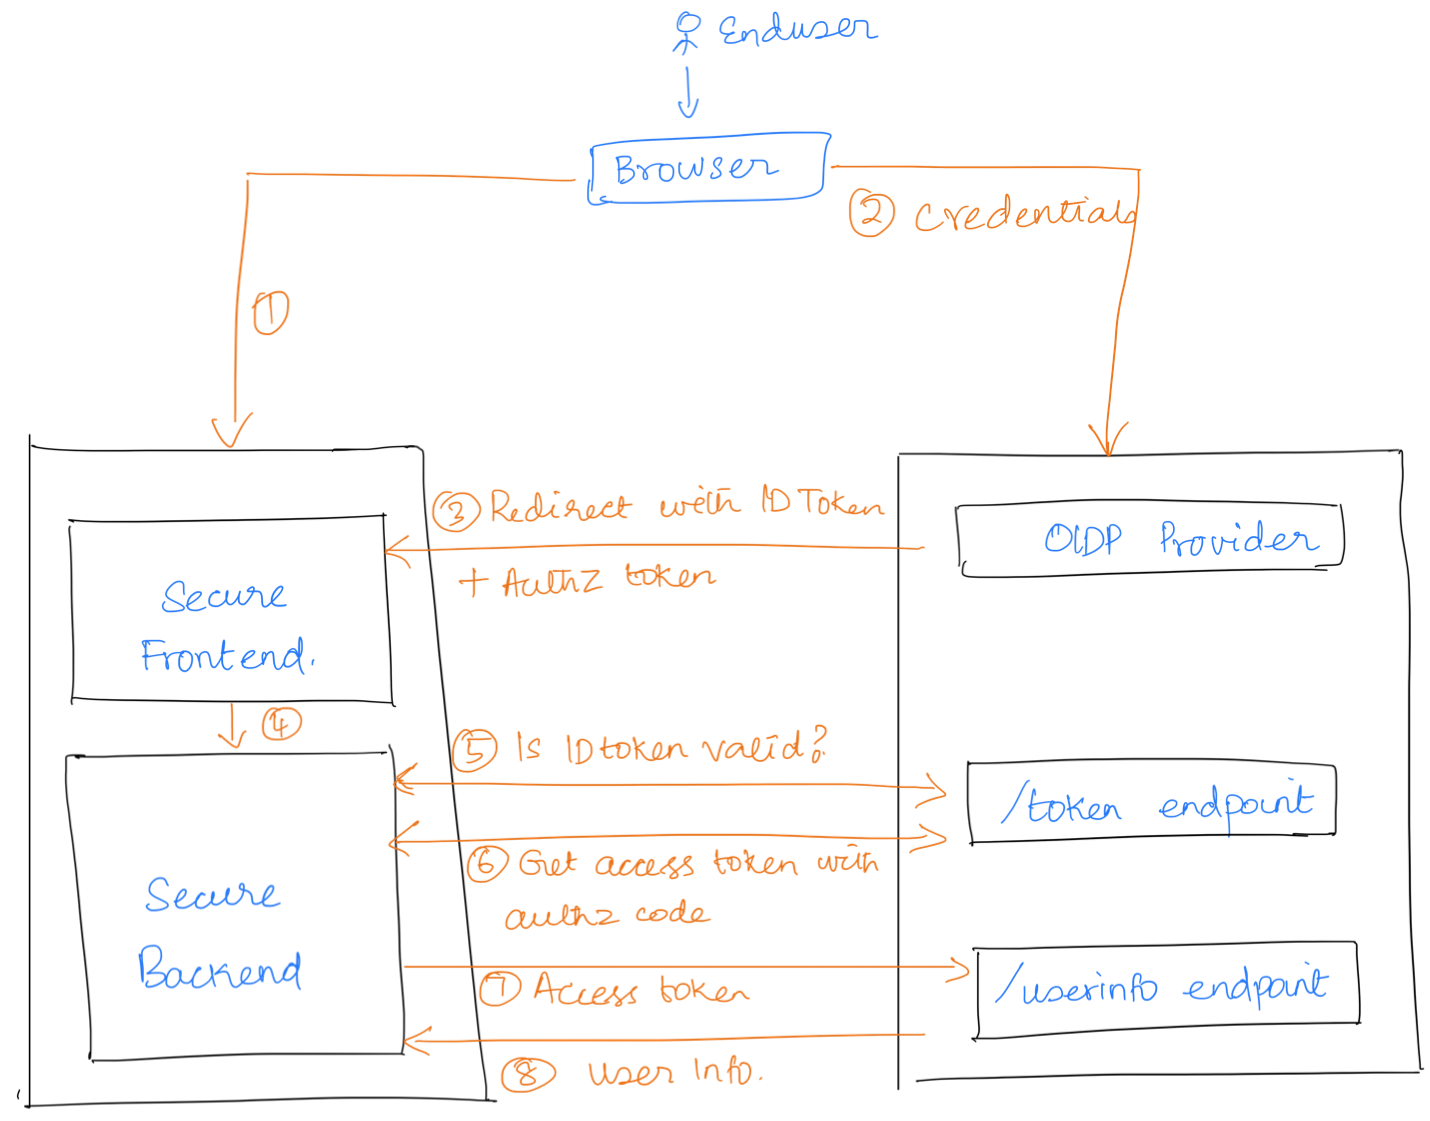 Enduser
Browser
② Credentials
①
③ Redirect with ID Token
+ Authz token
OIDP Provider
Secure
Frontend.
④
⑤ Is ID token valid?
/token endpoint
⑥ Get access token with
authz code
Secure
Backend
⑦ Access token
/userinfo endpoint
⑧ User Info.